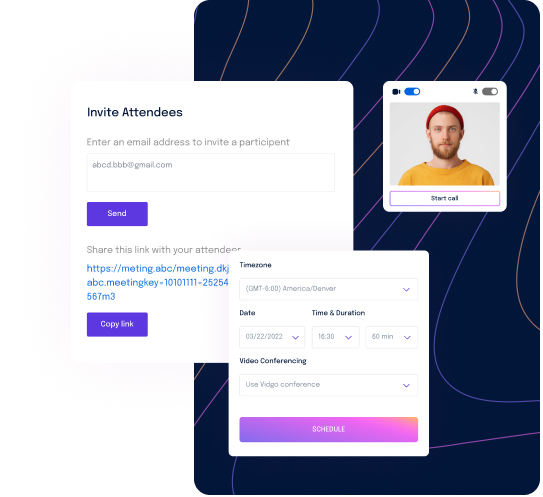 Invite Attendees
Enter an email address to invite a participant
abcd.bbb@gmail.com
Send
Share this link with your attendees
https://meting.abc/meeting.dkj
abc.meetingkey=10101111=25254
567m3
Copy link
Start call
Timezone
(GMT-6:00) America/Denver
Date Time & Duration
03/22/2022 16:30 60 min
Video Conferencing
Use Vidgo conference
SCHEDULE